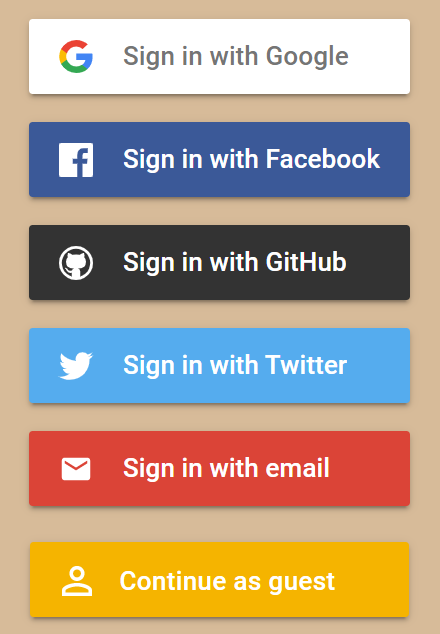 Sign in with Google
Sign in with Facebook
Sign in with GitHub
Sign in with Twitter
Sign in with email
Continue as guest